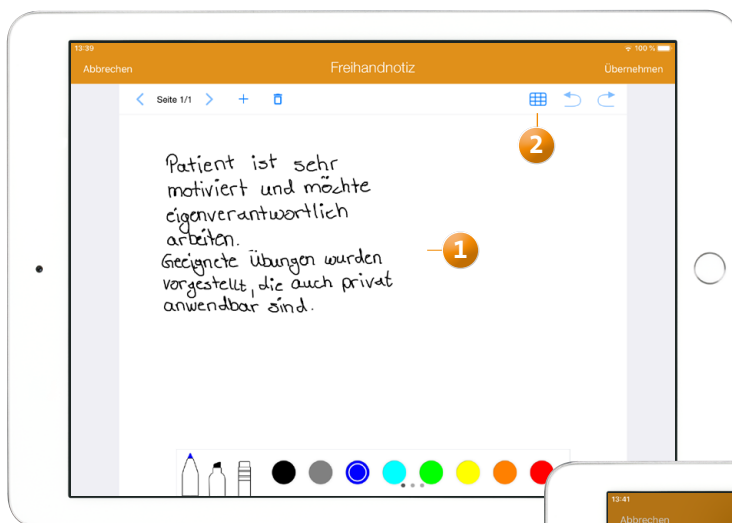 13:39
100 %
Abbrechen
Freihandnotiz
Übernehmen
Seite 1/1
2
Patient ist sehr
motiviert und möchte
eigenverantwortlich
arbeiten.
1
Geeignete Übungen wurden
vorgestellt, die auch privat
anwendbar sind.
13:41
Abbrechen